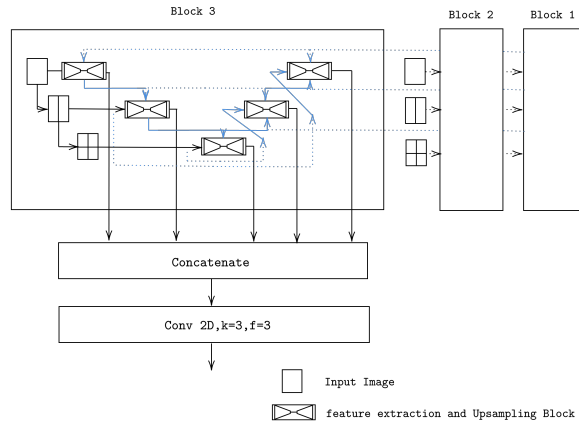 Block 3
Block 2
Block 1
Concatenate
Conv 2D,k=3,f=3
Input Image
feature extraction and Upsampling Block